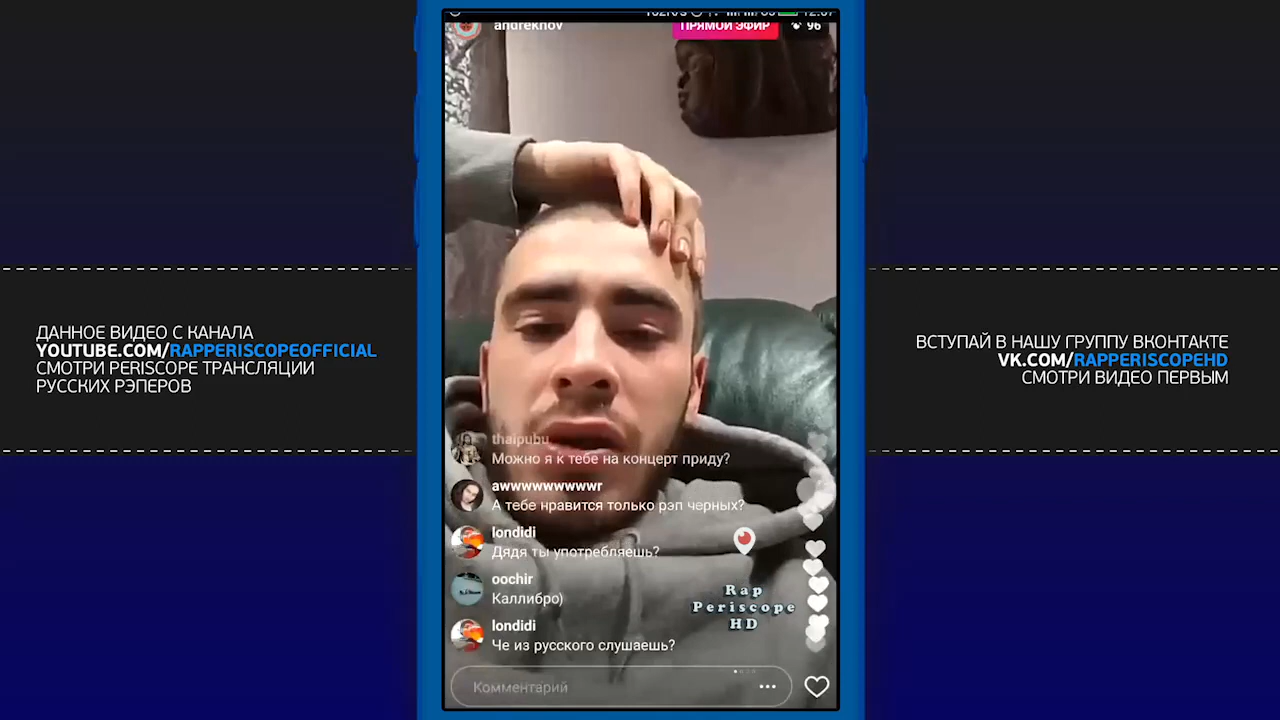 andreknov
ПРЯМОЙ ЭФИР
96
ДАННОЕ ВИДЕО С КАНАЛА
YOUTUBE.COM/RAPPERISCOPEOFFICIAL
СМОТРИ PERISCOPE ТРАНСЛЯЦИИ
РУССКИХ РЭПЕРОВ
ВСТУПАЙ В НАШУ ГРУППУ ВКОНТАКТЕ
VK.COM/RAPPERISCOPEHD
СМОТРИ ВИДЕО ПЕРВЫМ
thaipubu
Можно я к тебе на концерт приду?
awwwwwwwwwr
А тебе нравится только рэп черных?
londidi
Дядя ты употребляешь?
oochir
Каллибро)
londidi
Че из русского слушаешь?
Rap
Periscope
HD
Комментарий